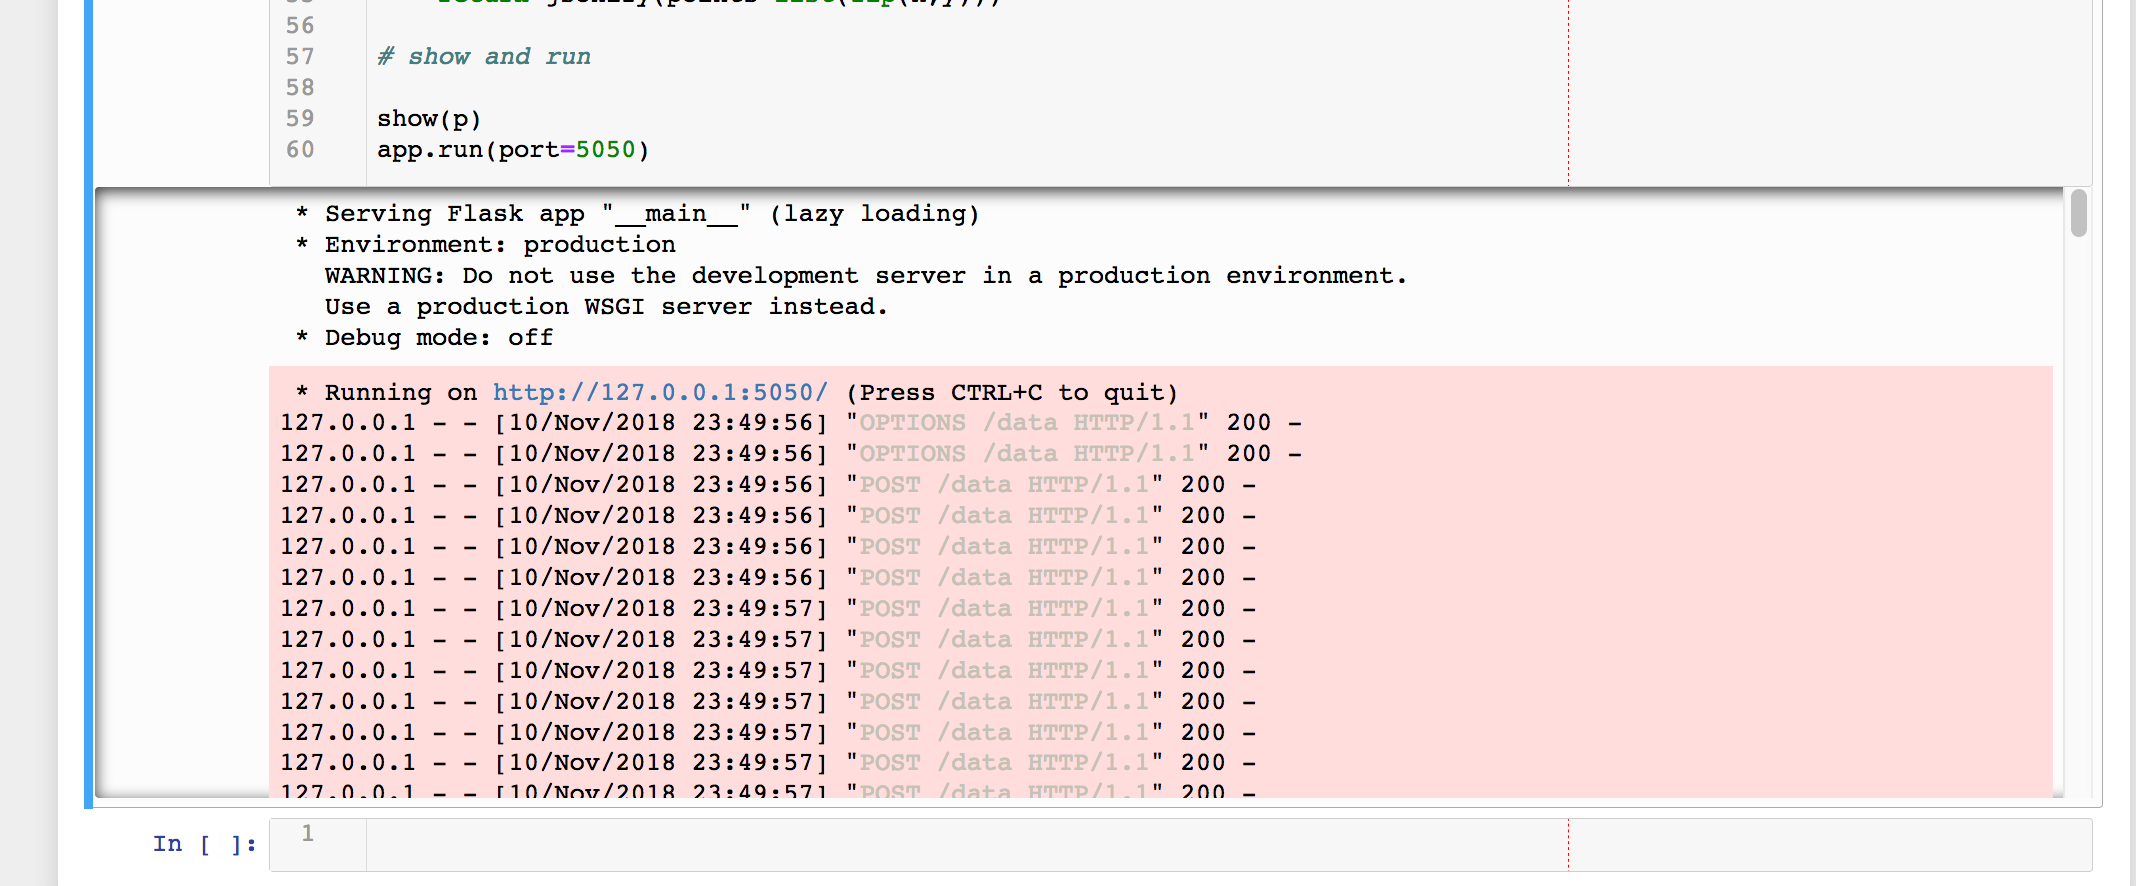 56
57 # show and run
58
59 show(p)
60 app.run(port=5050)
* Serving Flask app "__main__" (lazy loading)
* Environment: production
WARNING: Do not use the development server in a production environment.
Use a production WSGI server instead.
* Debug mode: off
* Running on http://127.0.0.1:5050/ (Press CTRL+C to quit)
127.0.0.1 - - [10/Nov/2018 23:49:56] "OPTIONS /data HTTP/1.1" 200 -
127.0.0.1 - - [10/Nov/2018 23:49:56] "OPTIONS /data HTTP/1.1" 200 -
127.0.0.1 - - [10/Nov/2018 23:49:56] "POST /data HTTP/1.1" 200 -
127.0.0.1 - - [10/Nov/2018 23:49:56] "POST /data HTTP/1.1" 200 -
127.0.0.1 - - [10/Nov/2018 23:49:56] "POST /data HTTP/1.1" 200 -
127.0.0.1 - - [10/Nov/2018 23:49:56] "POST /data HTTP/1.1" 200 -
127.0.0.1 - - [10/Nov/2018 23:49:57] "POST /data HTTP/1.1" 200 -
127.0.0.1 - - [10/Nov/2018 23:49:57] "POST /data HTTP/1.1" 200 -
127.0.0.1 - - [10/Nov/2018 23:49:57] "POST /data HTTP/1.1" 200 -
127.0.0.1 - - [10/Nov/2018 23:49:57] "POST /data HTTP/1.1" 200 -
127.0.0.1 - - [10/Nov/2018 23:49:57] "POST /data HTTP/1.1" 200 -
127.0.0.1 - - [10/Nov/2018 23:49:57] "POST /data HTTP/1.1" 200 -
127.0.0.1 - - [10/Nov/2018 23:49:57] "POST /data HTTP/1.1" 200 -
In [ ]: 1